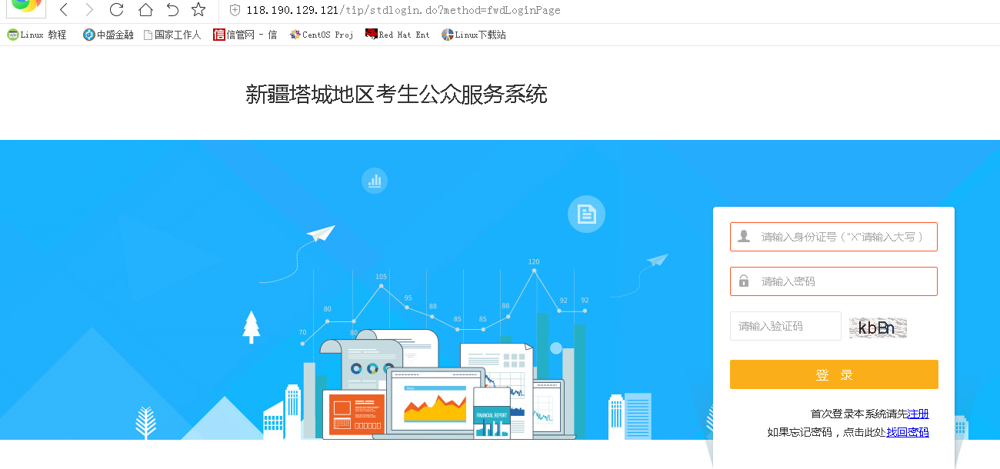 118.190.129.121/tip/stdlogin.do?method=fwdLoginPage
Linux 教程 中盛金融 国家工作人 信管网 - 信 CentOS Proj Red Hat Ent Linux下载站
新疆塔城地区考生公众服务系统
请输入身份证号（"X"请输入大写）
请输入密码
请输入验证码 kbBn
登 录
首次登录本系统请先注册
如果忘记密码，点击此处找回密码
120
105
95
92 92
88 88
80
85 85
70 80
FINANCIAL REPORT